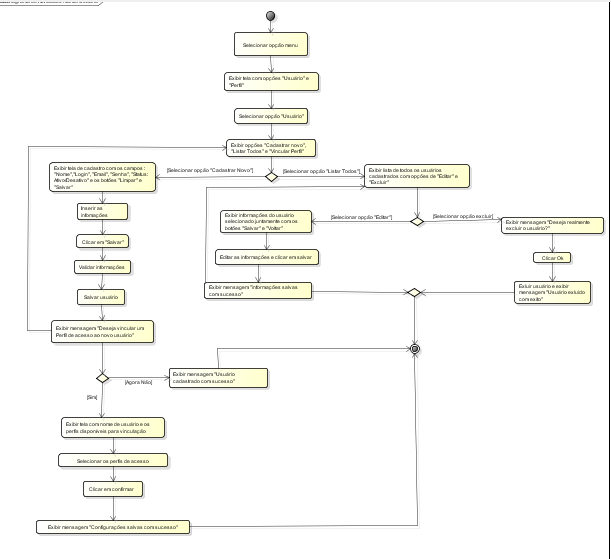 Selecionar opção menu
Exibir tela com opções "Usuário" e
"Perfil"
Selecionar opção "Usuário"
Exibir opções "Cadastrar novo",
"Listar Todos" e "Vincular Perfil"
[Selecionar opção "Cadastrar Novo"]
[Selecionar opção "Listar Todos"]
Exibir tela de cadastro com os campos :
"Nome","Login", "Email", "Senha", "Status:
Ativo/Desativo" e os botões "Limpar" e
"Salvar"
Exibir lista de todos os usuários
cadastrados com opções de "Editar" e
"Excluir"
Inserir as
informações
Clicar em "Salvar"
Validar informações
Salvar usuário
Exibir mensagem "Deseja vincular um
Perfil de acesso ao novo usuário"
[Selecionar opção "Editar"]
[Selecionar opção excluir]
Exibir informações do usuário
selecionado juntamente com os
botões "Salvar" e "Voltar"
Editar as informações e clicar em salvar
Exibir mensagem "informações salvas
com sucesso"
Exibir mensagem "Deseja realmente
excluir o usuário?"
Clicar Ok
Exluir usuário e exibir
mensagem "Usuário excluído
com exito"
[Agora Não]
Exibir mensagem "Usuário
cadastrado com sucesso"
[Sim]
Exibir tela com nome de usuário e os
perfis disponíveis para vinculação
Selecionar os perfis de acesso
Clicar em confirmar
Exibir mensagem "Configurações salvas com sucesso"